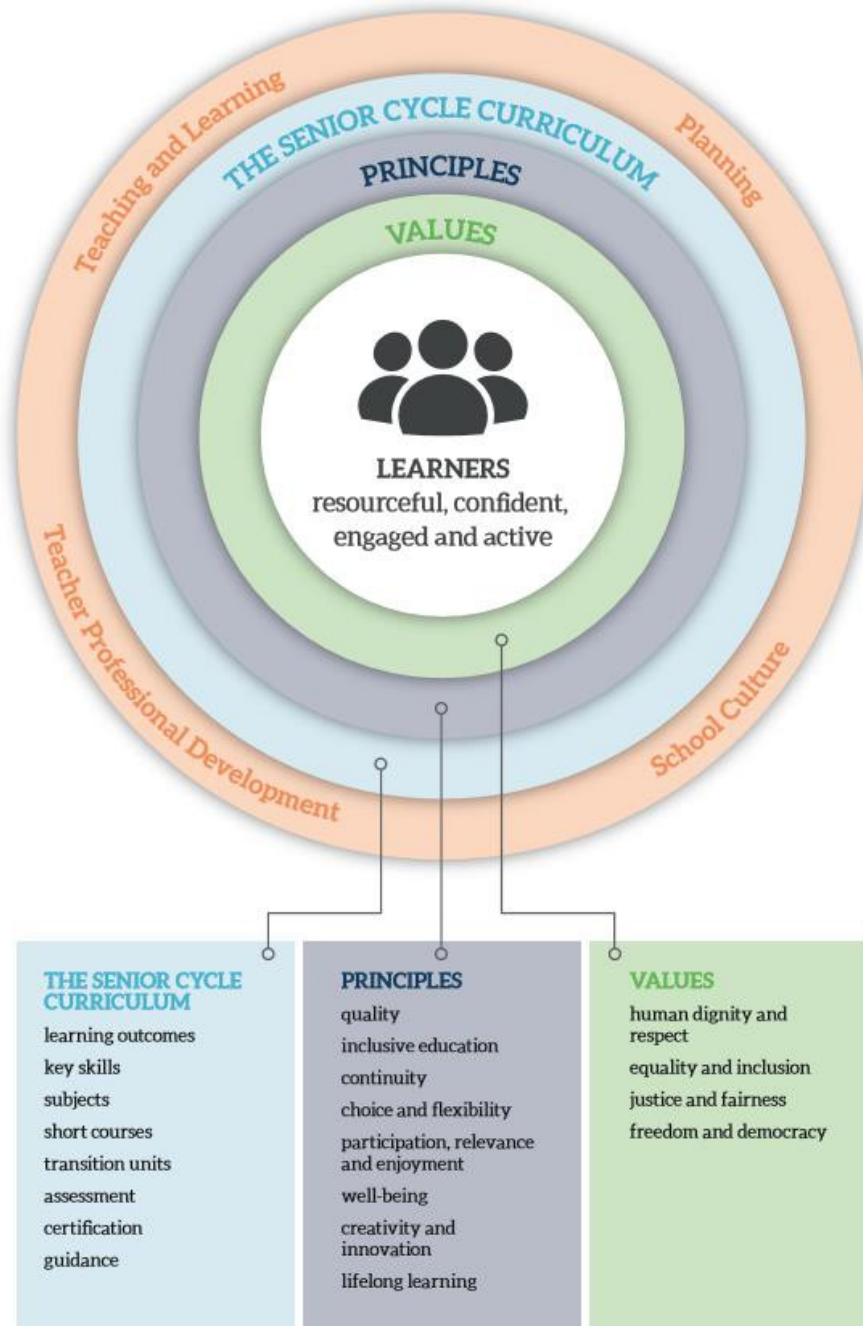 Teaching and Learning
Planning
THE SENIOR CYCLE CURRICULUM
PRINCIPLES
VALUES
LEARNERS
resourceful, confident,
engaged and active
Teacher Professional Development
School Culture
THE SENIOR CYCLE
CURRICULUM
learning outcomes
key skills
subjects
short courses
transition units
assessment
certification
guidance
PRINCIPLES
quality
inclusive education
continuity
choice and flexibility
participation, relevance
and enjoyment
well-being
creativity and
innovation
lifelong learning
VALUES
human dignity and
respect
equality and inclusion
justice and fairness
freedom and democracy